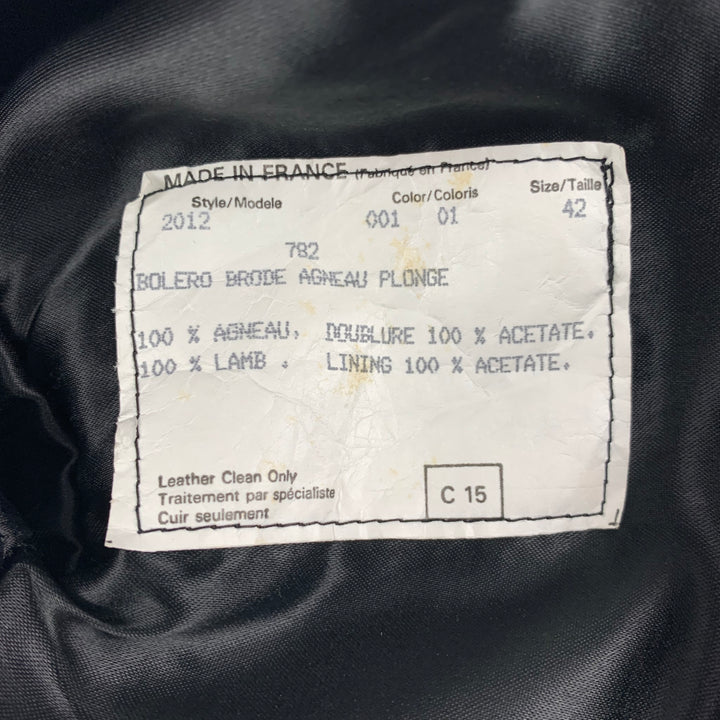 MADE IN FRANCE (Fabriqué en France)
Style/Modele Color/Coloris Size/Taille
2012 001 01 42
782
BOLERO BRODE AGNEAU PLONGE
100 % AGNEAU. DOUBLURE 100 % ACETATE.
100 % LAMB . LINING 100 % ACETATE.
Leather Clean Only
Traitement par spécialiste
Cuir seulement
C 15